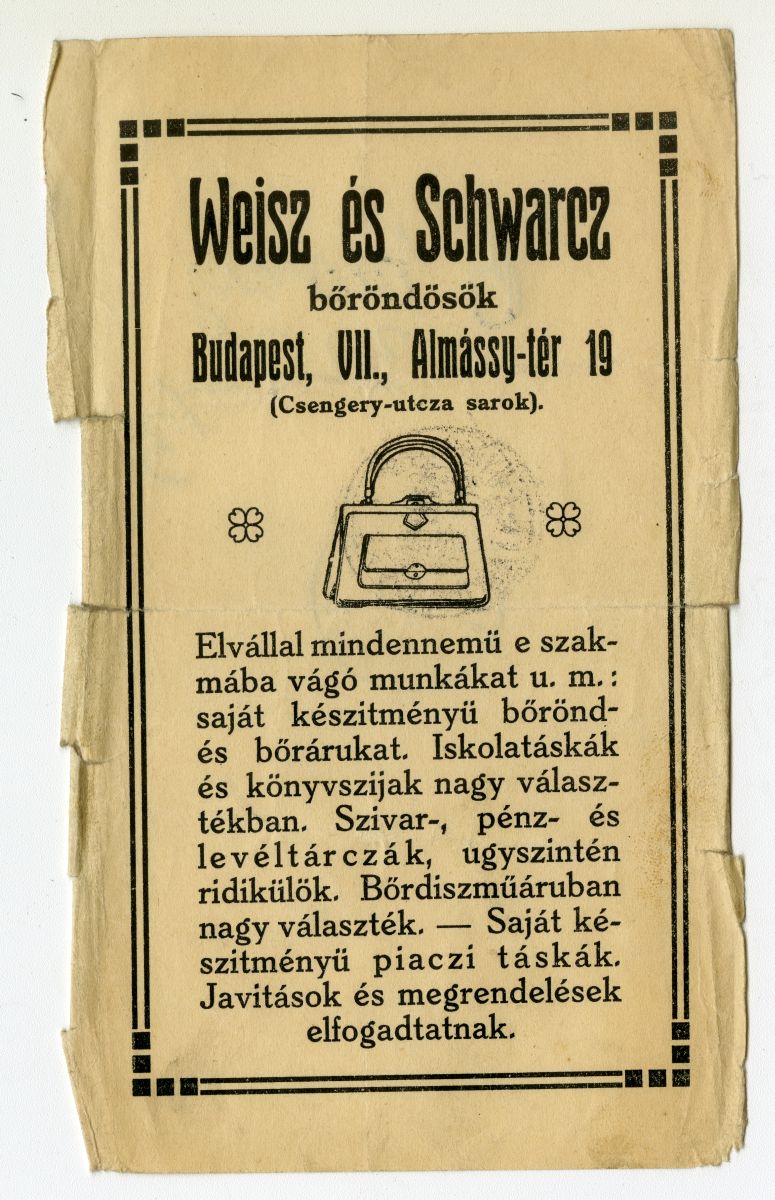 Weisz és Schwarcz
bőröndösök
Budapest, VII., Almássy-tér 19
(Csengery-utcza sarok).
Elvállal mindennemü e szak-
mába vágó munkákat u. m.:
saját készitményü bőrönd-
és bőrárukat. Iskolatáskák
és könyvszijak nagy válasz-
tékban. Szivar-, pénz- és
levéltárczák, ugyszintén
ridikülök. Bőrdiszműáruban
nagy választék. — Saját ké-
szitményü piaczi táskák.
Javitások és megrendelések
elfogadtatnak.